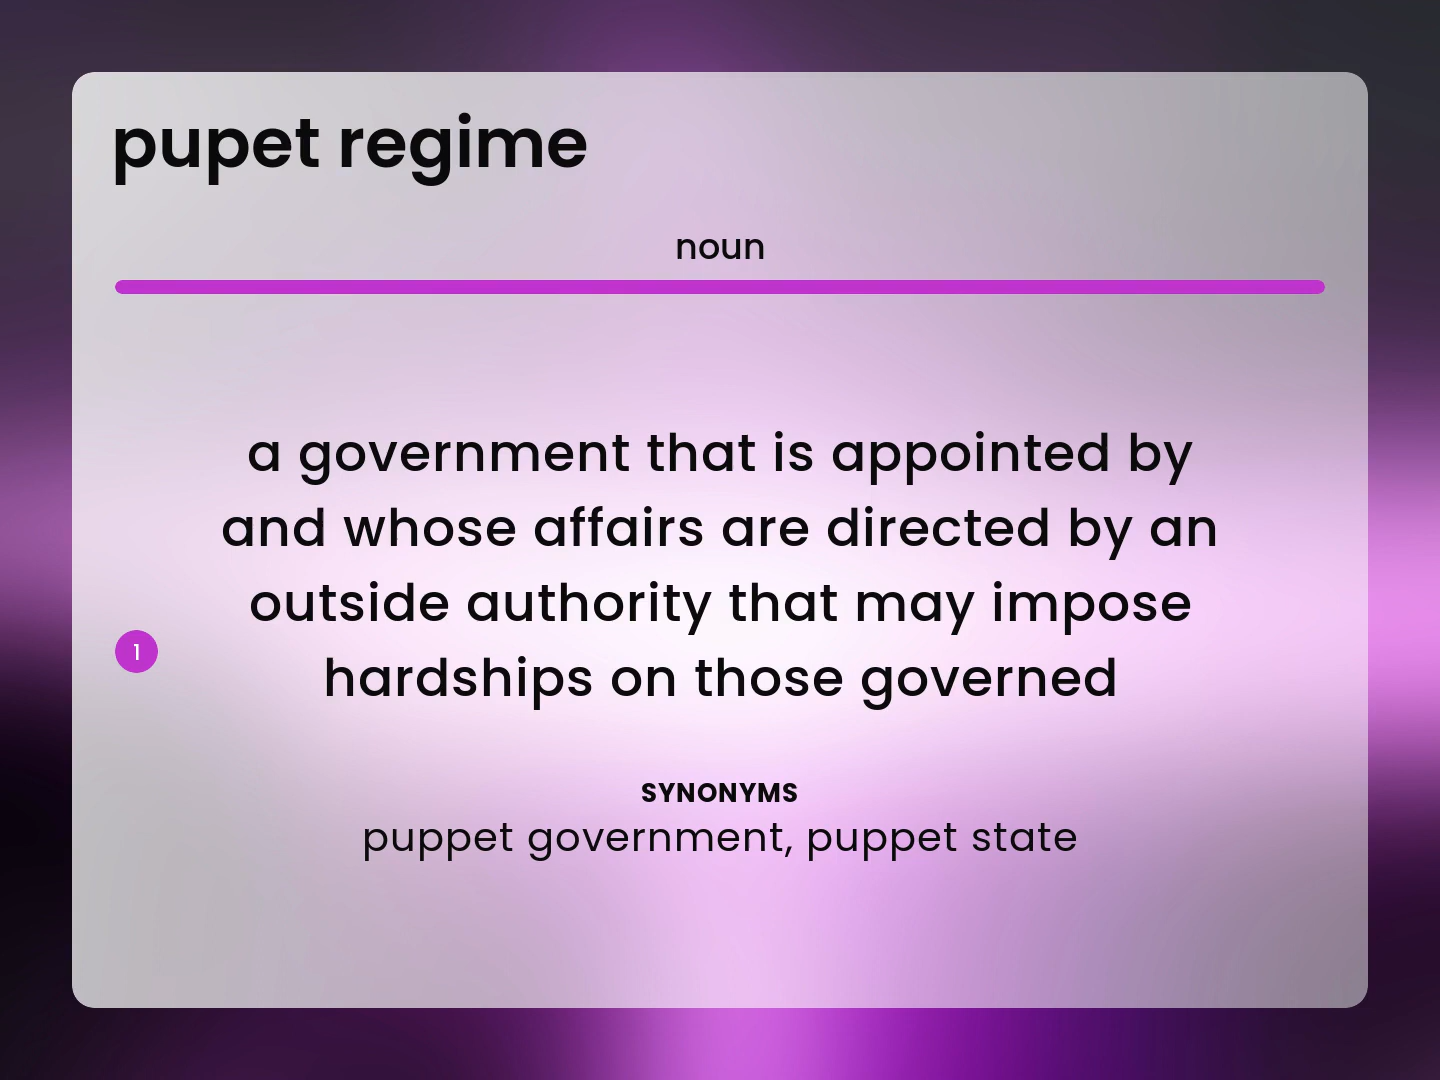 pupet regime
noun
a government that is appointed by
and whose affairs are directed by an
outside authority that may impose
1
hardships on those governed
SYNONYMS
puppet government, puppet state